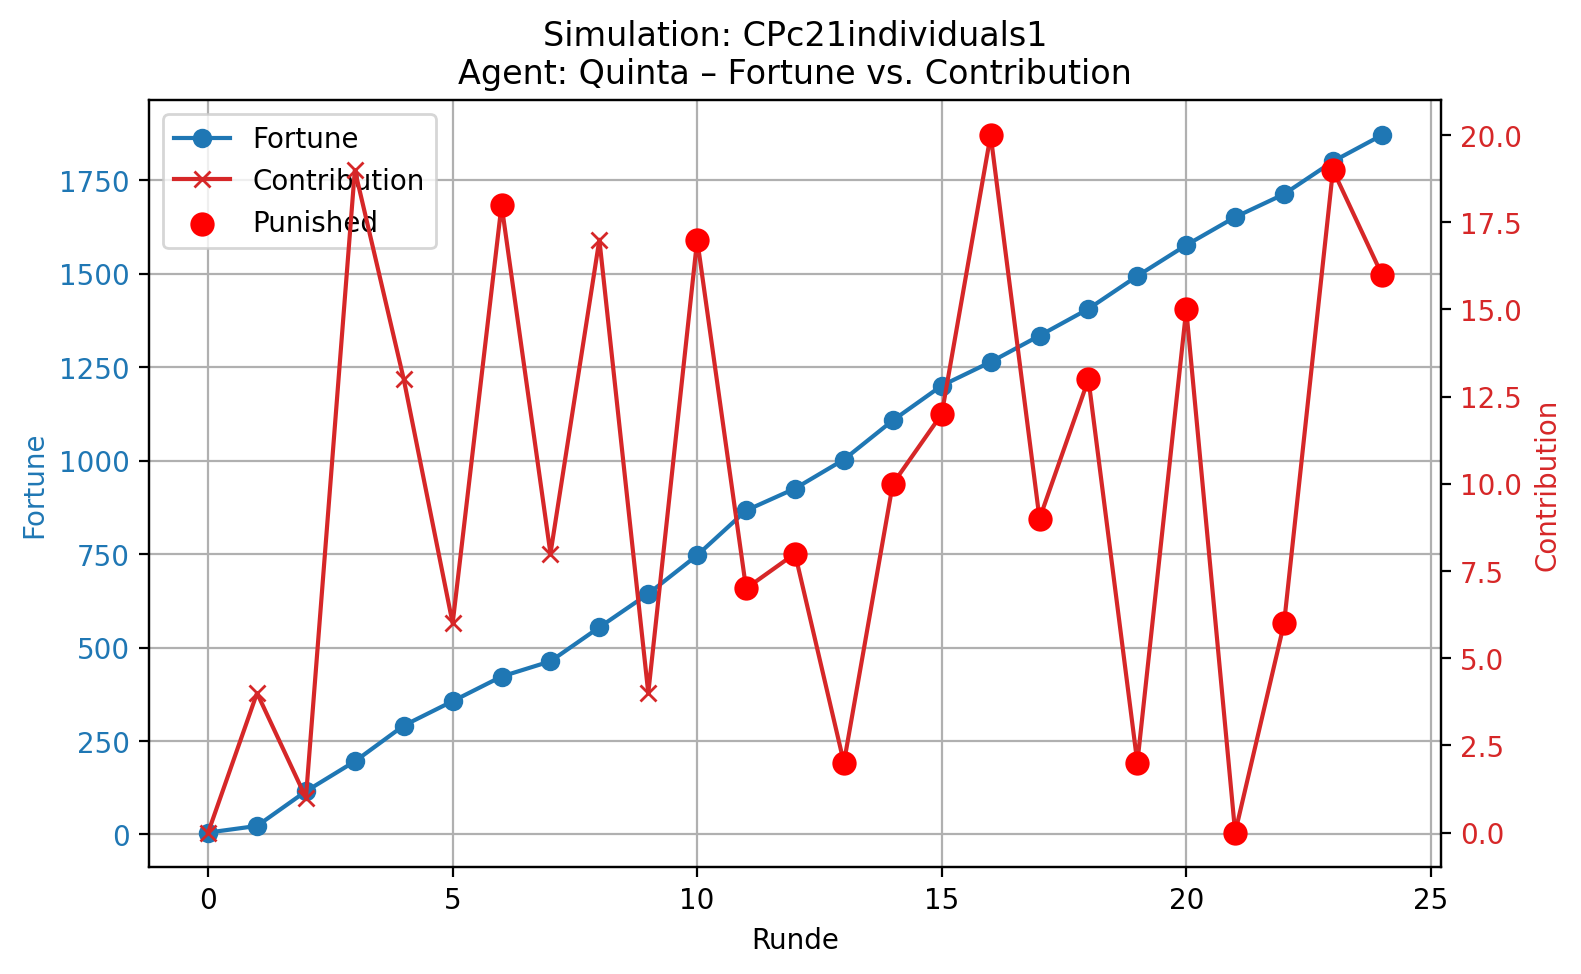 Simulation: CPc21individuals1
Agent: Quinta – Fortune vs. Contribution
Fortune
Contribution
Punished
1750
1500
1250
1000
750
500
250
0
Fortune
20.0
17.5
15.0
12.5
10.0
7.5
5.0
2.5
0.0
Contribution
0 5 10 15 20 25
Runde